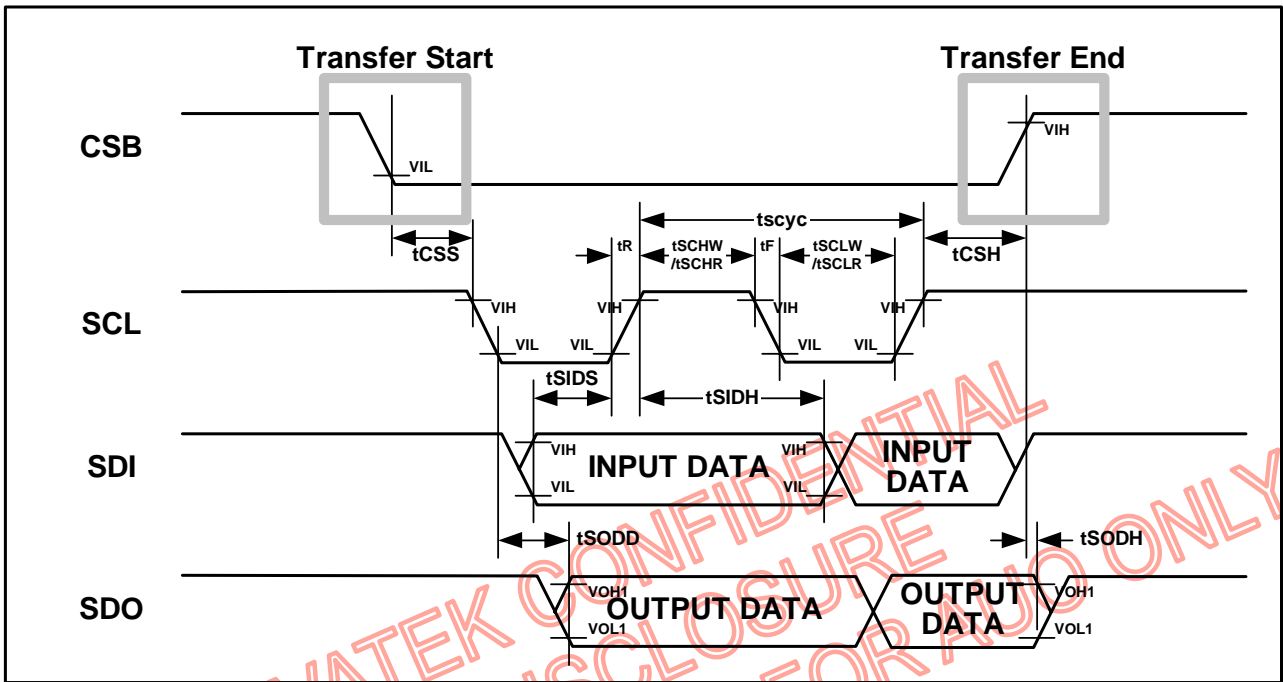 Transfer Start
Transfer End
CSB
VIL
VIH
tscyc
tCSS
tR
tSCHW
/tSCHR
tF
tSCLW
/tSCLR
tCSH
SCL
VIH
VIL
VIL
VIH
VIH
VIL
VIL
VIH
tSIDS
tSIDH
SDI
VIH
VIL
INPUT DATA
VIH
VIL
INPUT
DATA
tSODD
tSODH
SDO
VOH1
VOL1
OUTPUT DATA
OUTPUT
DATA
VOH1
VOL1
CONFIDENTIAL
FOR AUO ONLY